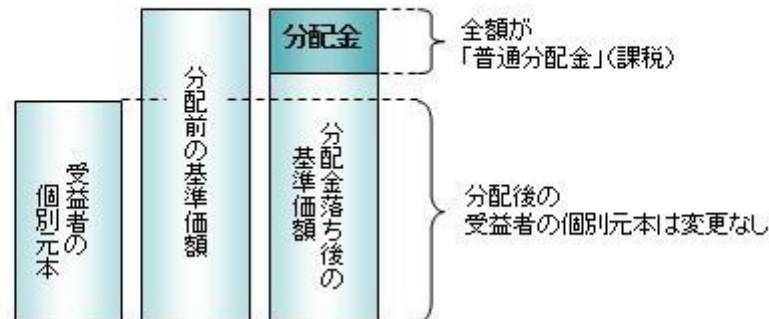 受益者の
個別元本
分配前の基準価額
分配金
分配金落ち後の
基準価額
全額が
「普通分配金」(課税)
分配後の
受益者の個別元本は変更なし